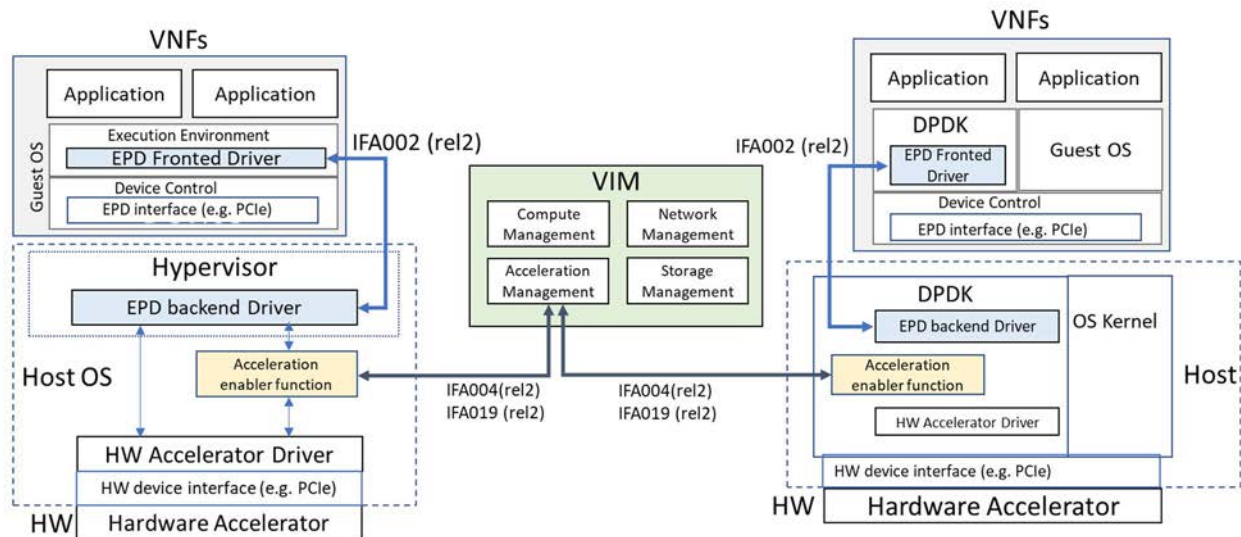 VNFs
Application
Application
Execution Environment
EPD Fronted Driver
Guest OS
Device Control
EPD interface (e.g. PCIe)
IFA002 (rel2)
Hypervisor
EPD backend Driver
Host OS
Acceleration
enabler function
HW Accelerator Driver
HW device interface (e.g. PCIe)
HW
Hardware Accelerator
VIM
Compute
Management
Network
Management
Acceleration
Management
Storage
Management
IFA004(rel2)
IFA019 (rel2)
IFA004(rel2)
IFA019 (rel2)
VNFs
Application
Application
IFA002 (rel2)
DPDK
EPD Fronted
Driver
Guest OS
Device Control
EPD interface (e.g. PCIe)
DPDK
EPD backend Driver
OS Kernel
Acceleration
enabler function
Host
HW Accelerator Driver
HW device interface (e.g. PCIe)
HW
Hardware Accelerator